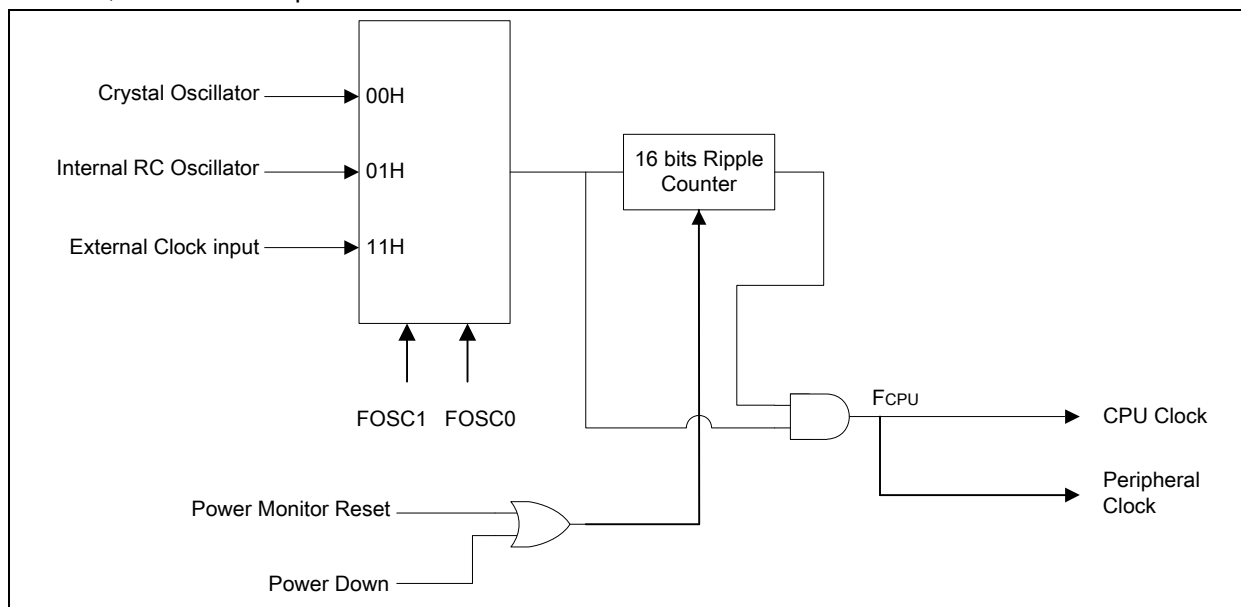 Crystal Oscillator
00H
Internal RC Oscillator
01H
External Clock input
11H
FOSC1 FOSC0
16 bits Ripple
Counter
FCPU
CPU Clock
Peripheral
Clock
Power Monitor Reset
Power Down